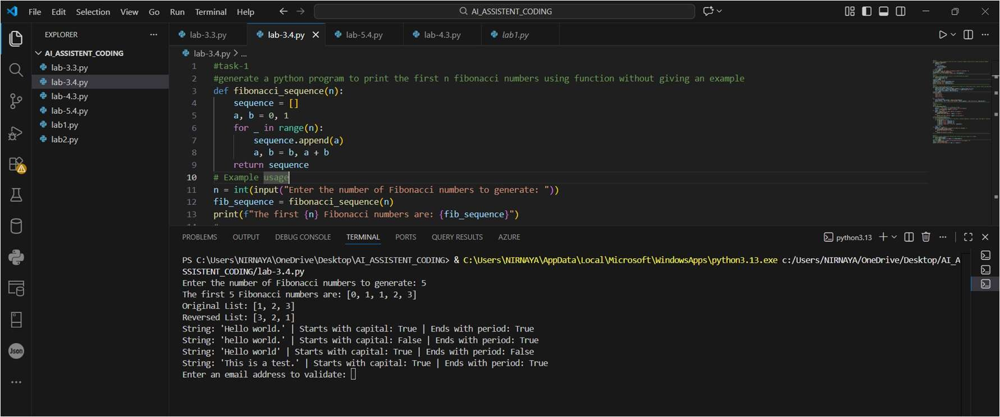 File Edit Selection View Go Run Terminal Help
AI_ASSISTENT_CODING
EXPLORER
AI_ASSISTENT_CODING
lab-3.3.py
lab-3.4.py
lab-4.3.py
lab-5.4.py
lab1.py
lab2.py
Json
lab-3.3.py lab-3.4.py lab-5.4.py lab-4.3.py lab1.py
lab-3.4.py > ...
1 #task-1
2 #generate a python program to print the first n fibonacci numbers using function without giving an example
3 def fibonacci_sequence(n):
4 sequence = []
5 a, b = 0, 1
6 for _ in range(n):
7 sequence.append(a)
8 a, b = b, a + b
9 return sequence
10 # Example usage
11 n = int(input("Enter the number of Fibonacci numbers to generate: "))
12 fib_sequence = fibonacci_sequence(n)
13 print(f"The first {n} Fibonacci numbers are: {fib_sequence}")
PROBLEMS OUTPUT DEBUG CONSOLE TERMINAL PORTS QUERY RESULTS AZURE
python3.13
PS C:\Users\NIRNAYA\OneDrive\Desktop\AI_ASSISTENT_CODING> & C:\Users\NIRNAYA\AppData\Local\Microsoft\WindowsApps\python3.13.exe c:/Users/NIRNAYA/OneDrive/Desktop/AI_A
SSISTENT_CODING/lab-3.4.py
Enter the number of Fibonacci numbers to generate: 5
The first 5 Fibonacci numbers are: [0, 1, 1, 2, 3]
Original List: [1, 2, 3]
Reversed List: [3, 2, 1]
String: 'Hello world.' | Starts with capital: True | Ends with period: True
String: 'hello world.' | Starts with capital: False | Ends with period: True
String: 'Hello world' | Starts with capital: True | Ends with period: False
String: 'This is a test.' | Starts with capital: True | Ends with period: True
Enter an email address to validate: